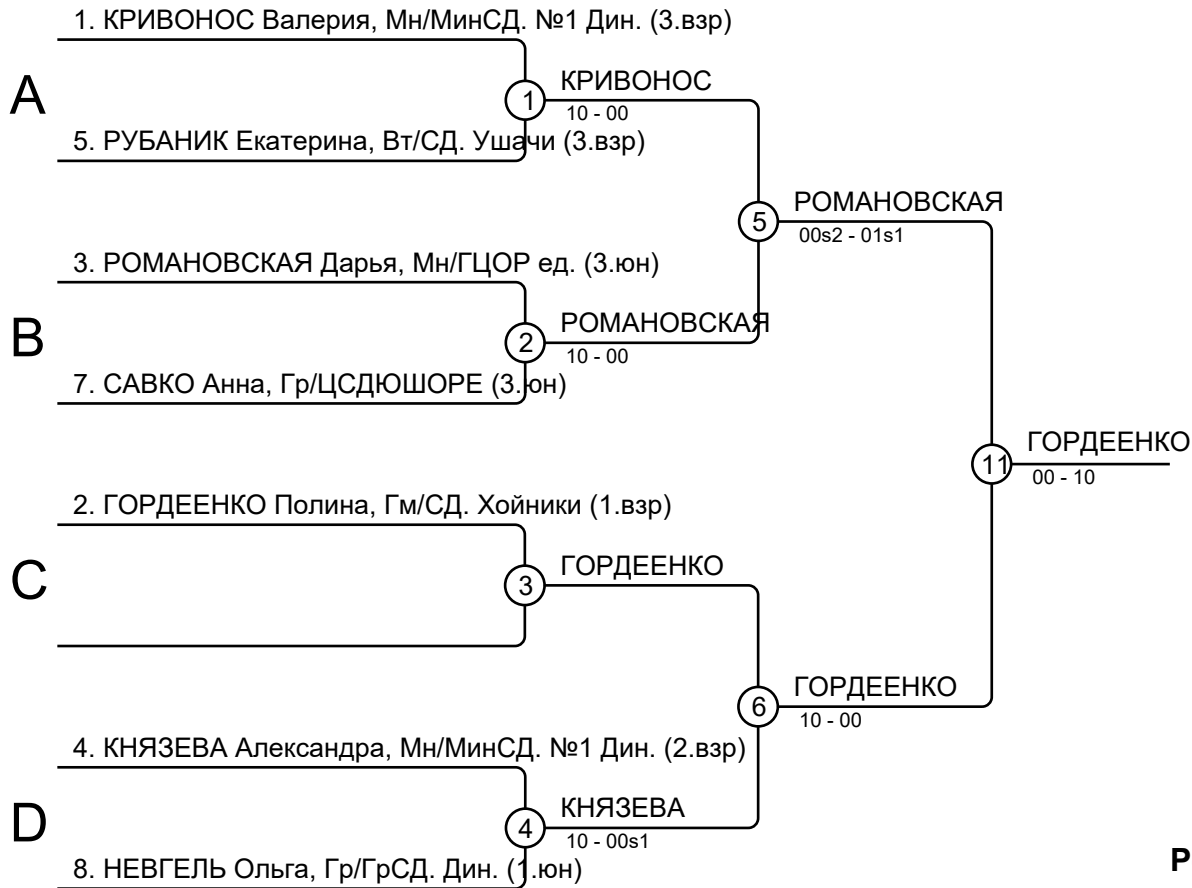 1. КРИВОНОС Валерия, Мн/МинСД. №1 Дин. (3.взр)
A
1
КРИВОНОС
10 - 00
5. РУБАНИК Екатерина, Вт/СД. Ушачи (3.взр)
5
РОМАНОВСКАЯ
00s2 - 01s1
3. РОМАНОВСКАЯ Дарья, Мн/ГЦОР ед. (3.юн)
B
2
РОМАНОВСКАЯ
10 - 00
7. САВКО Анна, Гр/ЦСДЮШОРЕ (3.юн)
11
ГОРДЕЕНКО
00 - 10
2. ГОРДЕЕНКО Полина, Гм/СД. Хойники (1.взр)
C
3
ГОРДЕЕНКО
6
ГОРДЕЕНКО
10 - 00
4. КНЯЗЕВА Александра, Мн/МинСД. №1 Дин. (2.взр)
D
4
КНЯЗЕВА
10 - 00s1
8. НЕВГЕЛЬ Ольга, Гр/ГрСД. Дин. (1.юн)
Р